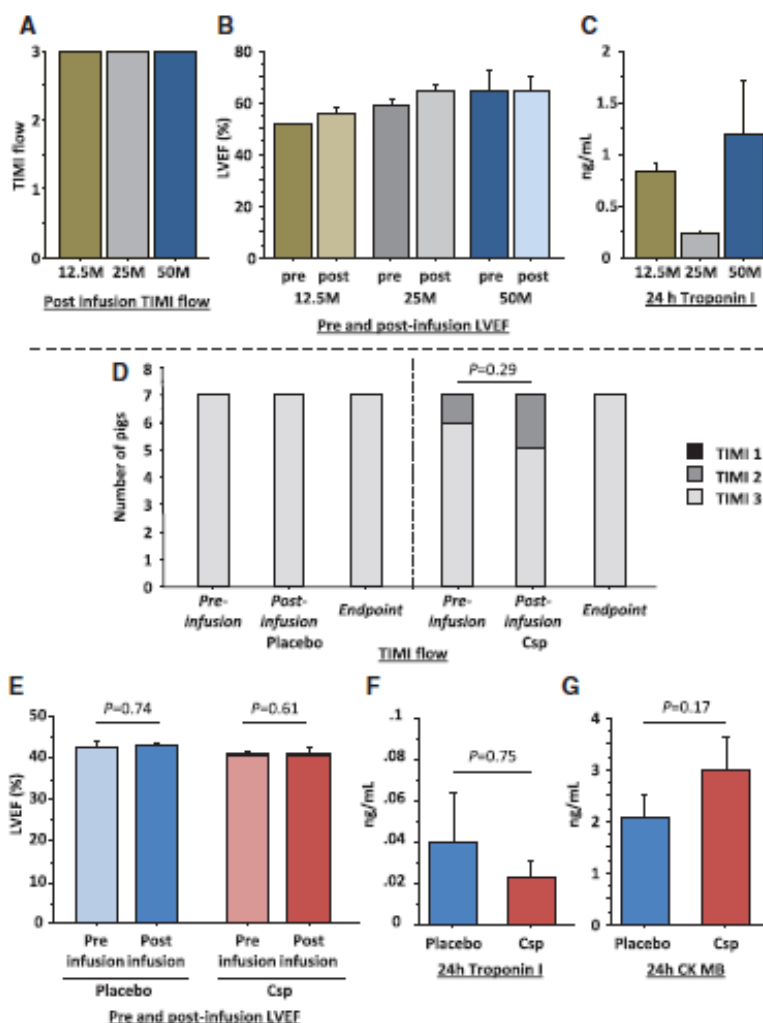 A
TIMI flow
3
2
1
0
12.5M 25M 50M
Post infusion TIMI flow
B
LVEF (%)
80
60
40
20
0
pre post pre post pre post
12.5M 25M 50M
Pre and post-infusion LVEF
C
ng/mL
2
1.5
1
0.5
0
12.5M 25M 50M
24 h Troponin I
D
Number of pigs
8
7
6
5
4
3
2
1
0
P=0.29
Pre-infusion Post-infusion Endpoint Pre-infusion Post-infusion Endpoint
Placebo Csp
TIMI flow
TIMI 1
TIMI 2
TIMI 3
E
LVEF (%)
50
40
30
20
10
0
P=0.74 P=0.61
Pre infusion Post infusion Pre infusion Post infusion
Placebo Csp
Pre and post-infusion LVEF
F
ng/mL
.1
.08
.06
.04
.02
0
P=0.75
Placebo Csp
24h Troponin I
G
ng/mL
4
3
2
1
0
P=0.17
Placebo Csp
24h CK MB